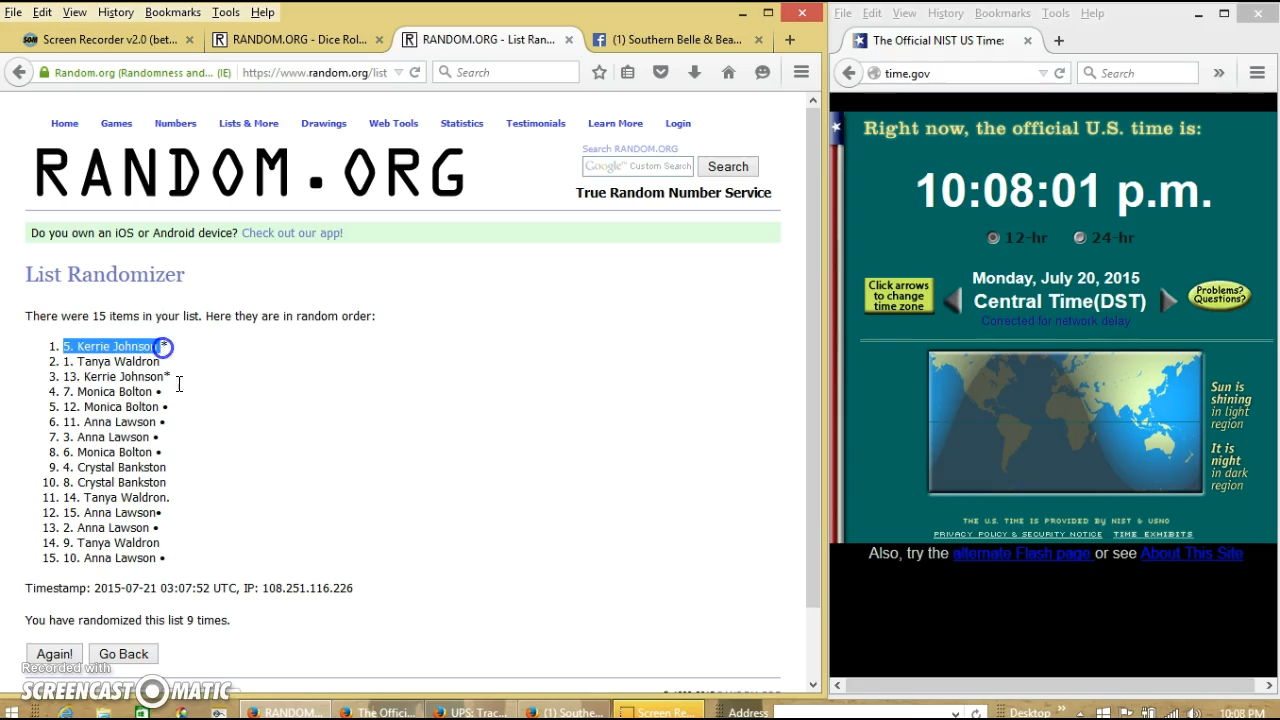 File Edit View History Bookmarks Tools Help
Screen Recorder v2.0 (bet...
RANDOM.ORG - Dice Rol...
RANDOM.ORG - List Ran...
(1) Southern Belle & Bea...
Random.org (Randomness and... (IE)
https://www.random.org/list
Search
Home Games Numbers Lists & More Drawings Web Tools Statistics Testimonials Learn More Login
RANDOM.ORG
Search RANDOM.ORG
Google™ Custom Search
Search
True Random Number Service
Do you own an iOS or Android device? Check out our app!
List Randomizer
There were 15 items in your list. Here they are in random order:
1. 5. Kerrie Johnson *
2. 1. Tanya Waldron
3. 13. Kerrie Johnson*
4. 7. Monica Bolton •
5. 12. Monica Bolton •
6. 11. Anna Lawson •
7. 3. Anna Lawson •
8. 6. Monica Bolton •
9. 4. Crystal Bankston
10. 8. Crystal Bankston
11. 14. Tanya Waldron.
12. 15. Anna Lawson•
13. 2. Anna Lawson •
14. 9. Tanya Waldron
15. 10. Anna Lawson •
Timestamp: 2015-07-21 03:07:52 UTC, IP: 108.251.116.226
You have randomized this list 9 times.
Again! Go Back
Recorded with
SCREENCAST MATIC
File Edit View History Bookmarks Tools Help
The Official NIST US Time:
time.gov
Search
Right now, the official U.S. time is:
10:08:01 p.m.
12-hr 24-hr
Click arrows
to change
time zone
Monday, July 20, 2015
Central Time(DST)
Corrected for network delay
Problems?
Questions?
Sun is
shining
in light
region
It is
night
in dark
region
THE U.S. TIME IS PROVIDED BY NIST & USNO
PRIVACY POLICY & SECURITY NOTICE TIME EXHIBITS
Also, try the alternate Flash page or see About This Site
RANDOM... The Offici... UPS: Trac... (1) Southe... Screen Re... Address Desktop 10:08 PM